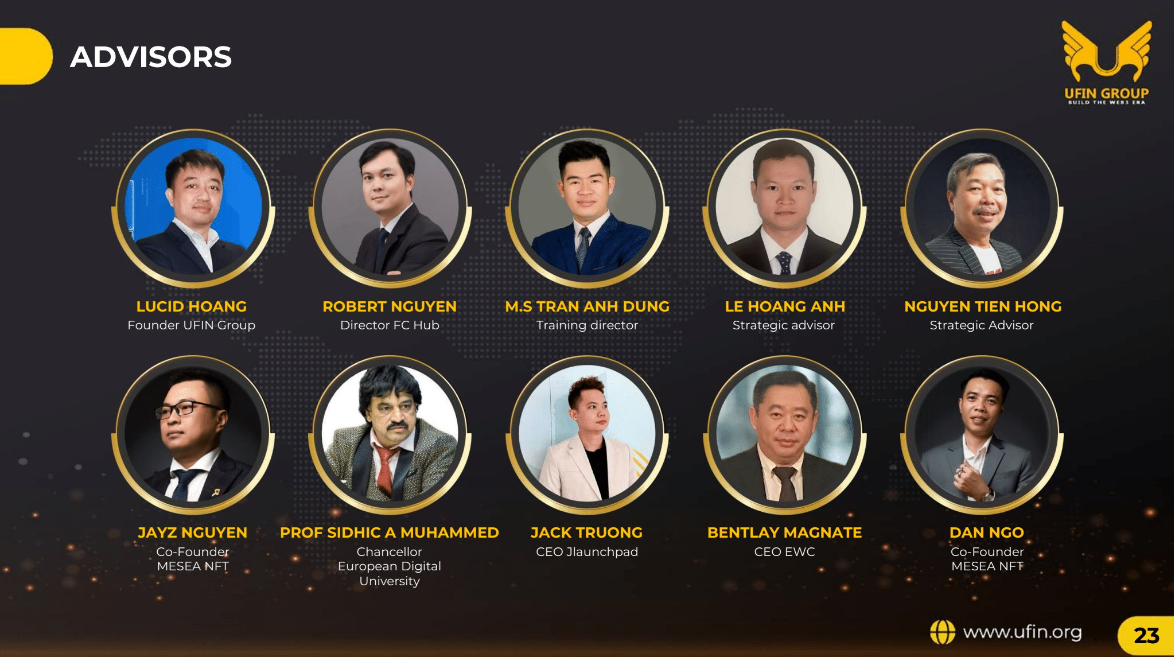 ADVISORS
UFIN GROUP
BUILD THE WEB3 ERA
LUCID HOANG
Founder UFIN Group
ROBERT NGUYEN
Director FC Hub
M.S TRAN ANH DUNG
Training director
LE HOANG ANH
Strategic advisor
NGUYEN TIEN HONG
Strategic Advisor
JAYZ NGUYEN
Co-Founder
MESEA NFT
PROF SIDHIC A MUHAMMED
Chancellor
European Digital
University
JACK TRUONG
CEO Jlaunchpad
BENTLAY MAGNATE
CEO EWC
DAN NGO
Co-Founder
MESEA NFT
www.ufin.org
23